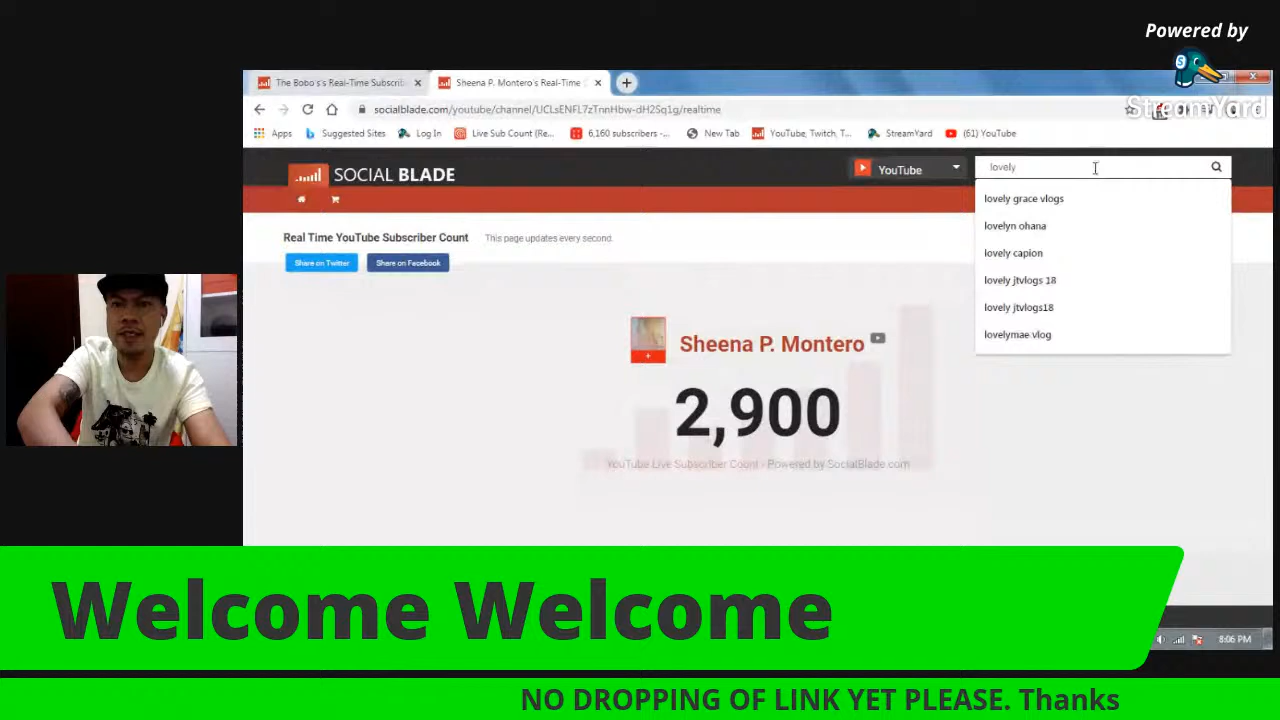 Powered by
StreamYard
The Bobo's's Real-Time Subscrib
Sheena P. Montero's Real-Time
socialblade.com/youtube/channel/UCLsENFL7zTnnHbw-dH2Sq1g/realtime
Apps
Suggested Sites
Log In
Live Sub Count (Re...
6,160 subscribers -...
New Tab
YouTube, Twitch, T...
StreamYard
(61) YouTube
SOCIAL BLADE
YouTube
lovely
lovely grace vlogs
lovelyn ohana
lovely capion
lovely jtvlogs 18
lovely jtvlogs18
lovelymae vlog
Real Time YouTube Subscriber Count
This page updates every second.
Share on Twitter
Share on Facebook
Sheena P. Montero
2,900
YouTube Live Subscriber Count - Powered by SocialBlade.com
8:06 PM
Welcome Welcome
NO DROPPING OF LINK YET PLEASE. Thanks